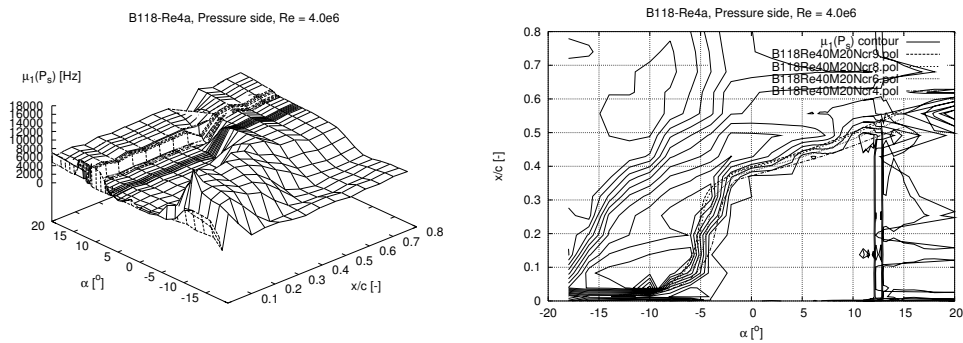 B118-Re4a, Pressure side, Re = 4.0e6
μ1(Ps) [Hz]
18000
16000
14000
12000
10000
8000
6000
4000
2000
0
20
15
10
5
0
-5
-10
-15
α [°]
0.1
0.2
0.3
0.4
0.5
0.6
0.7
0.8
x/c [-]
B118-Re4a, Pressure side, Re = 4.0e6
μ1(Ps) contour
B118Re40M20Ncr9.pol
B118Re40M20Ncr8.pol
B118Re40M20Ncr6.pol
B118Re40M20Ncr4.pol
0.8
0.7
0.6
0.5
0.4
0.3
0.2
0.1
0
x/c [-]
-20 -15 -10 -5 0 5 10 15 20
α [°]